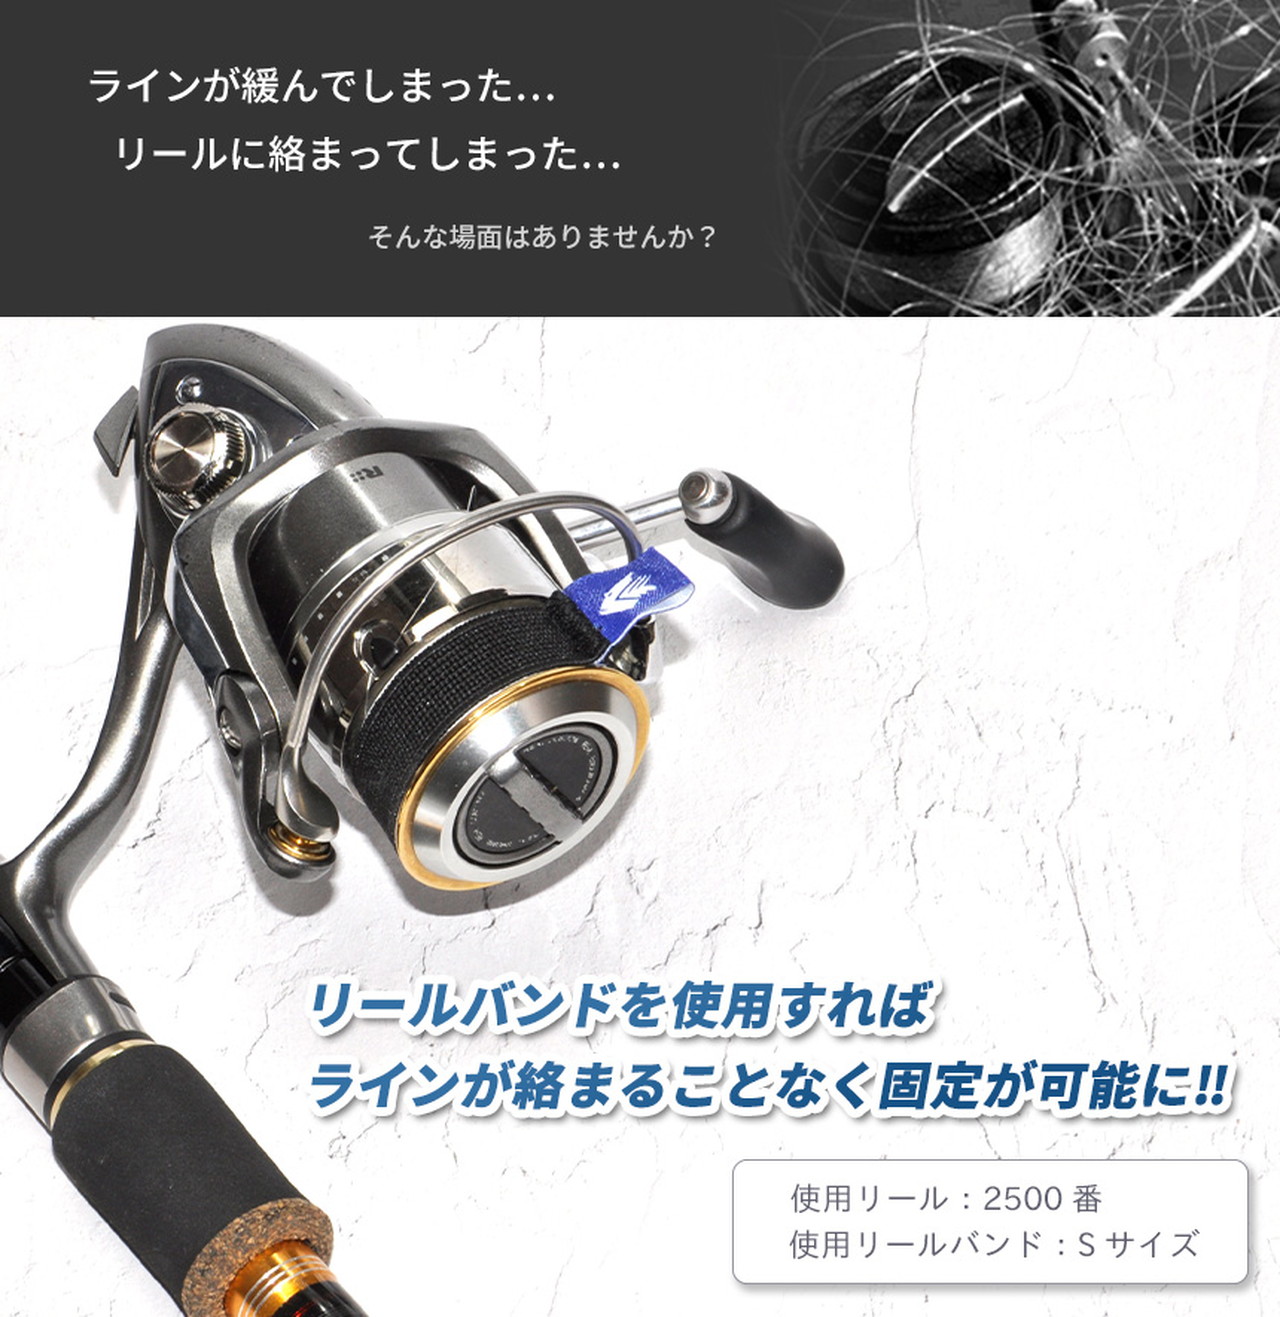 ラインが緩んでしまった…
リールに絡まってしまった…
そんな場面はありませんか？
リールバンドを使用すれば
ラインが絡まることなく固定が可能に!!
使用リール：2500 番
使用リールバンド：S サイズ